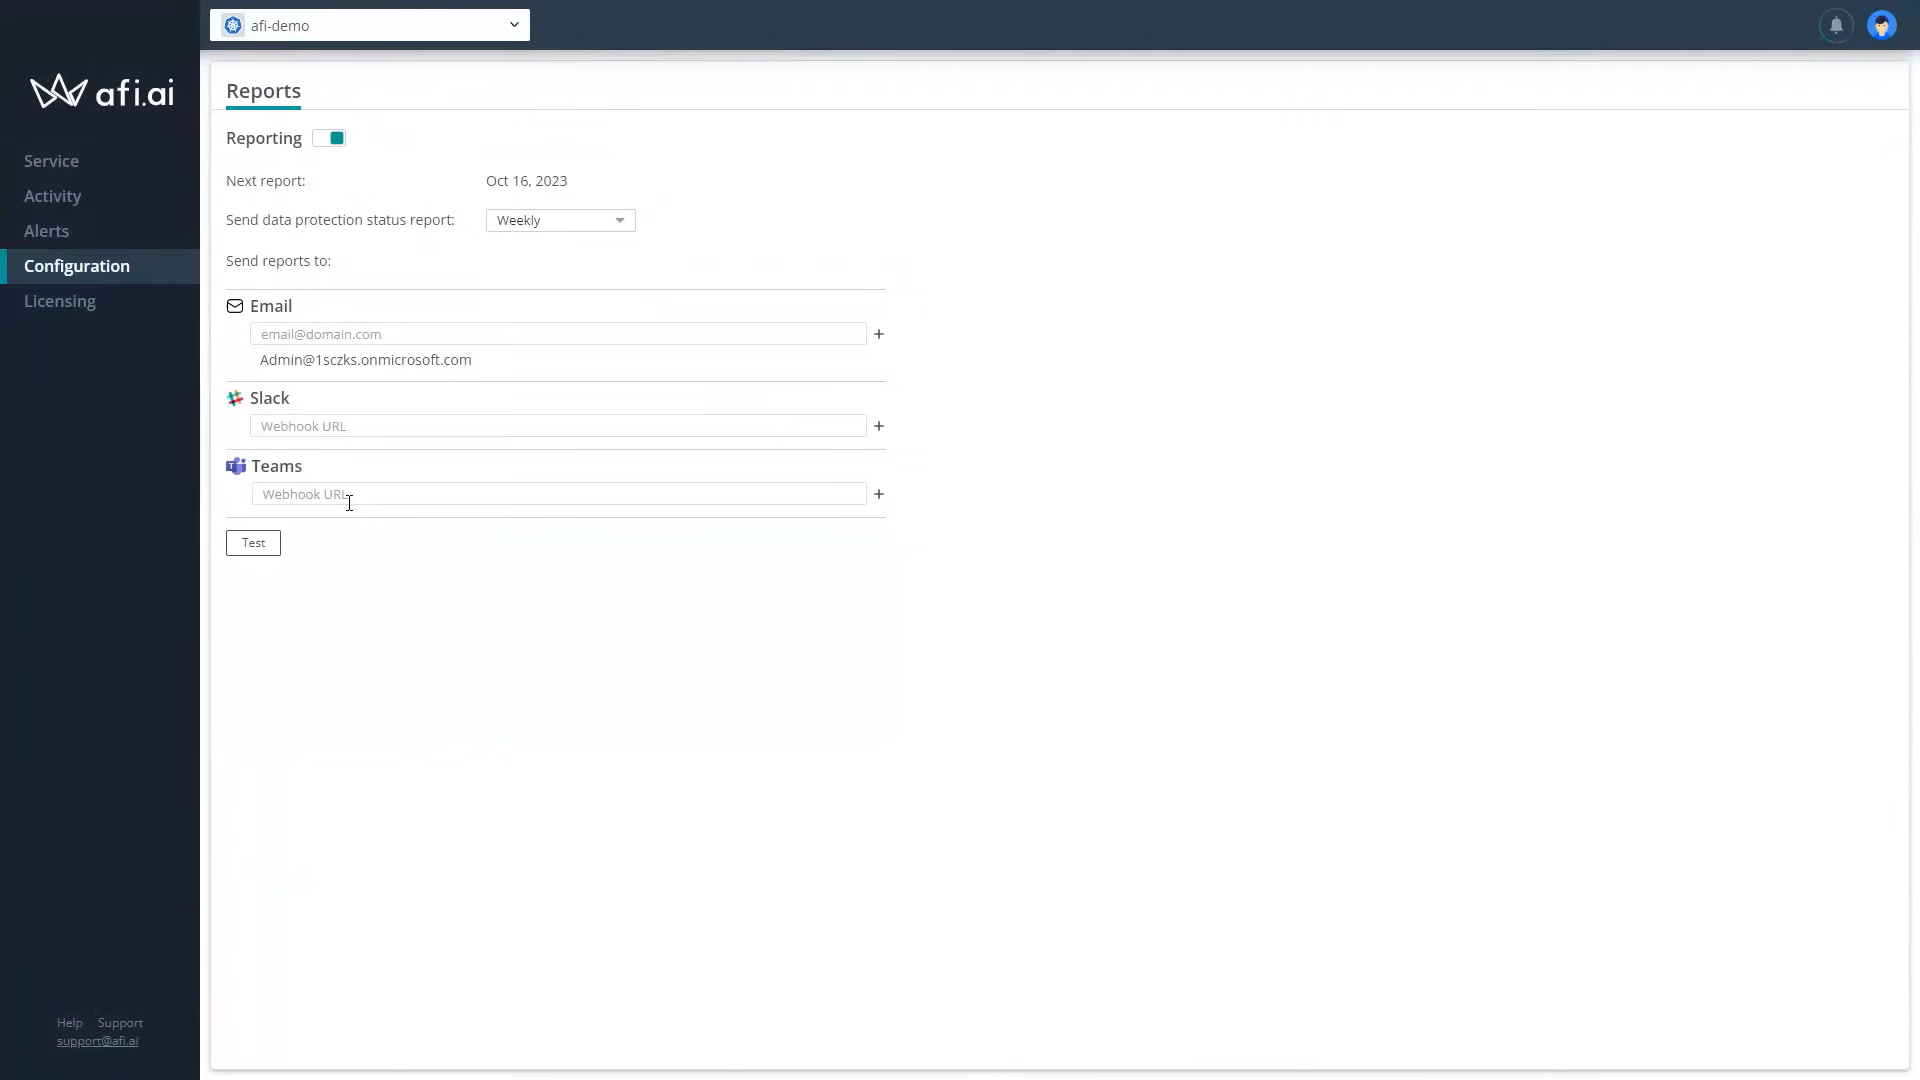 afi-demo
afi.ai
Service
Activity
Alerts
Configuration
Licensing
Reports
Reporting
Next report: Oct 16, 2023
Send data protection status report: Weekly
Send reports to:
Email
email@domain.com +
Admin@1sczks.onmicrosoft.com
Slack
Webhook URL +
Teams
Webhook URL +
Test
Help Support
support@afi.ai